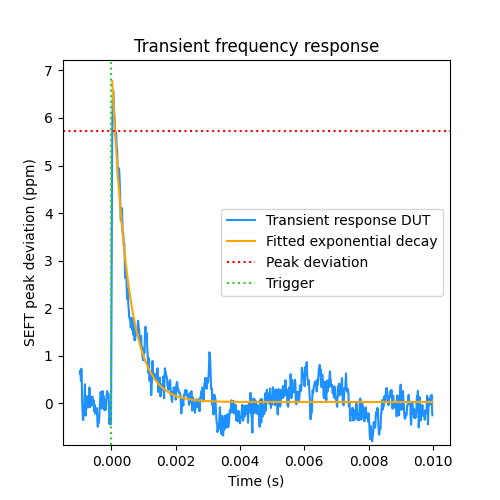 Transient frequency response
SEFT peak deviation (ppm)
7
6
5
4
3
2
1
0
Transient response DUT
Fitted exponential decay
Peak deviation
Trigger
0.000 0.002 0.004 0.006 0.008 0.010
Time (s)